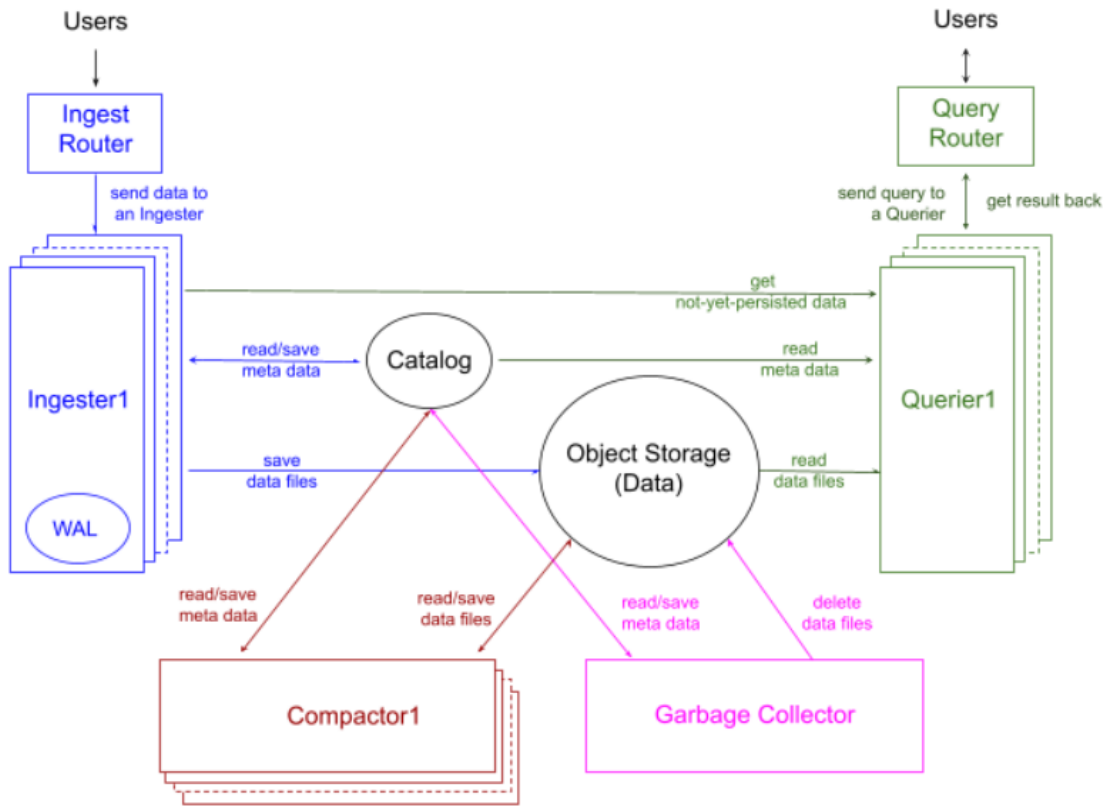 Users
Users
Ingest
Router
Query
Router
send data to
an Ingester
send query to
a Querier
get result back
get
not-yet-persisted data
read/save
meta data
Catalog
read
meta data
Ingester1
Querier1
Object Storage
(Data)
save
data files
read
data files
WAL
read/save
meta data
read/save
data files
read/save
meta data
delete
data files
Compactor1
Garbage Collector